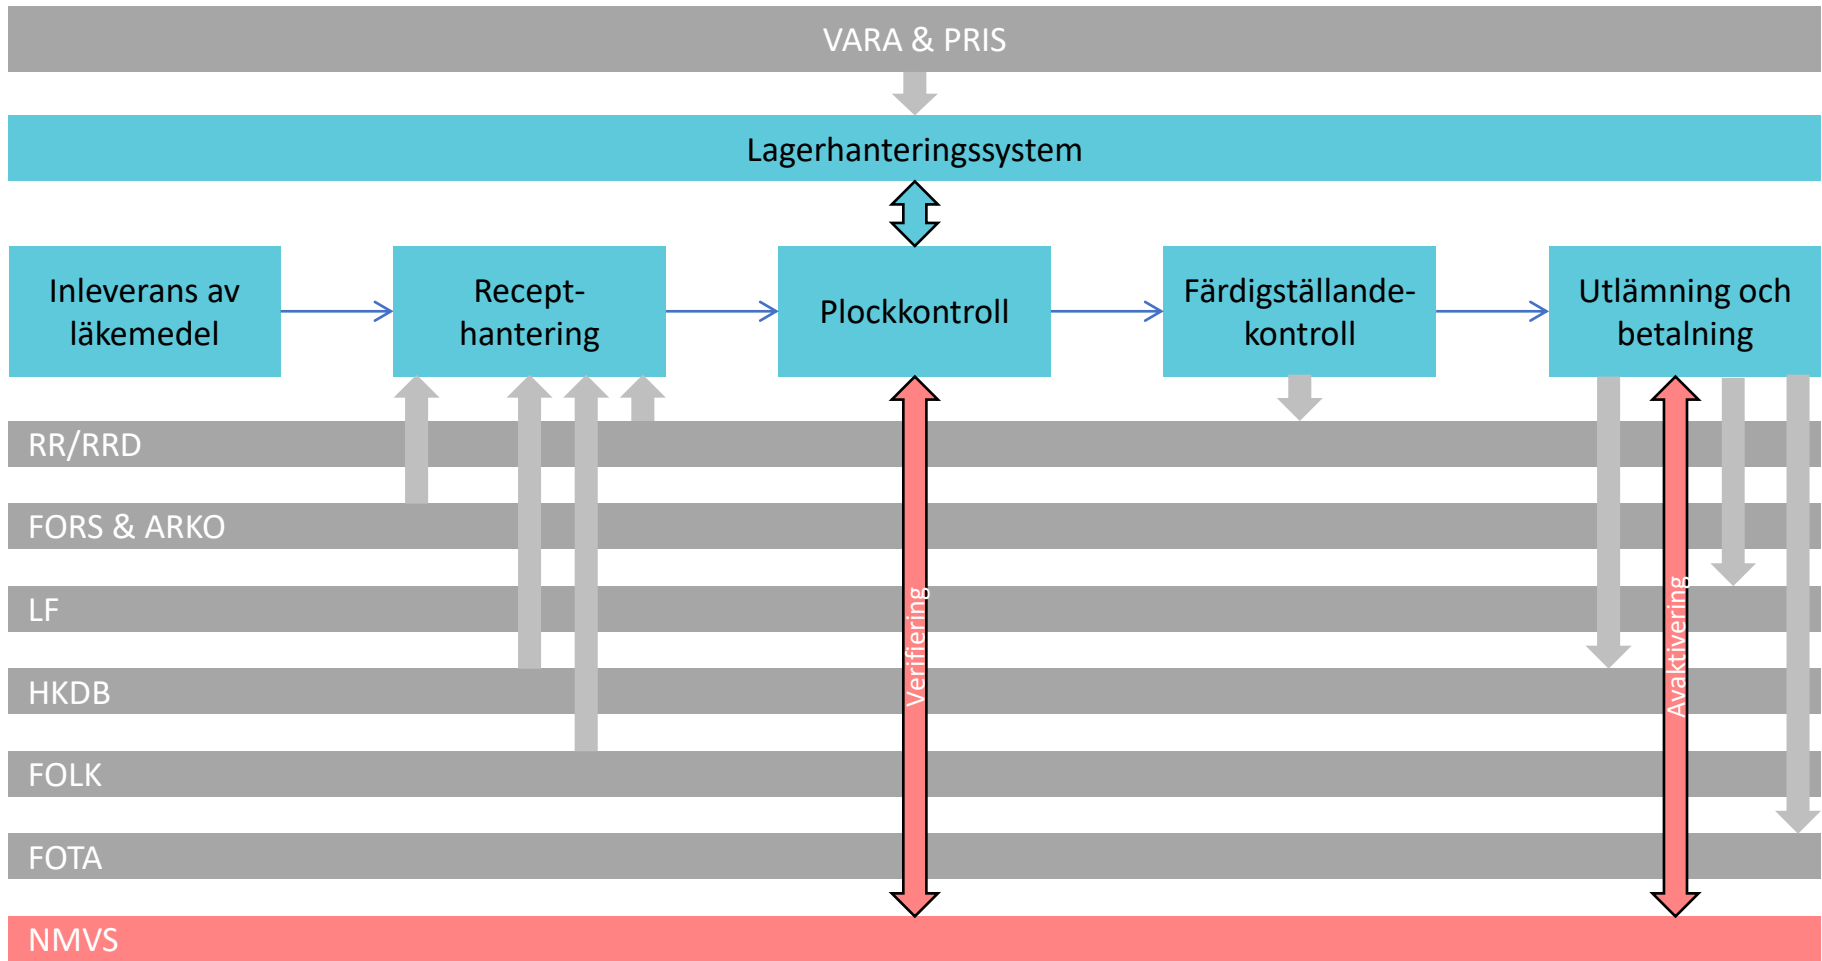 VARA & PRIS
Lagerhanteringssystem
Inleverans av
läkemedel
Recept-
hantering
Plockkontroll
Färdigställande-
kontroll
Utlämning och
betalning
RR/RRD
FORS & ARKO
LF
HKDB
FOLK
FOTA
NMVS
Verifiering
Avaktivering